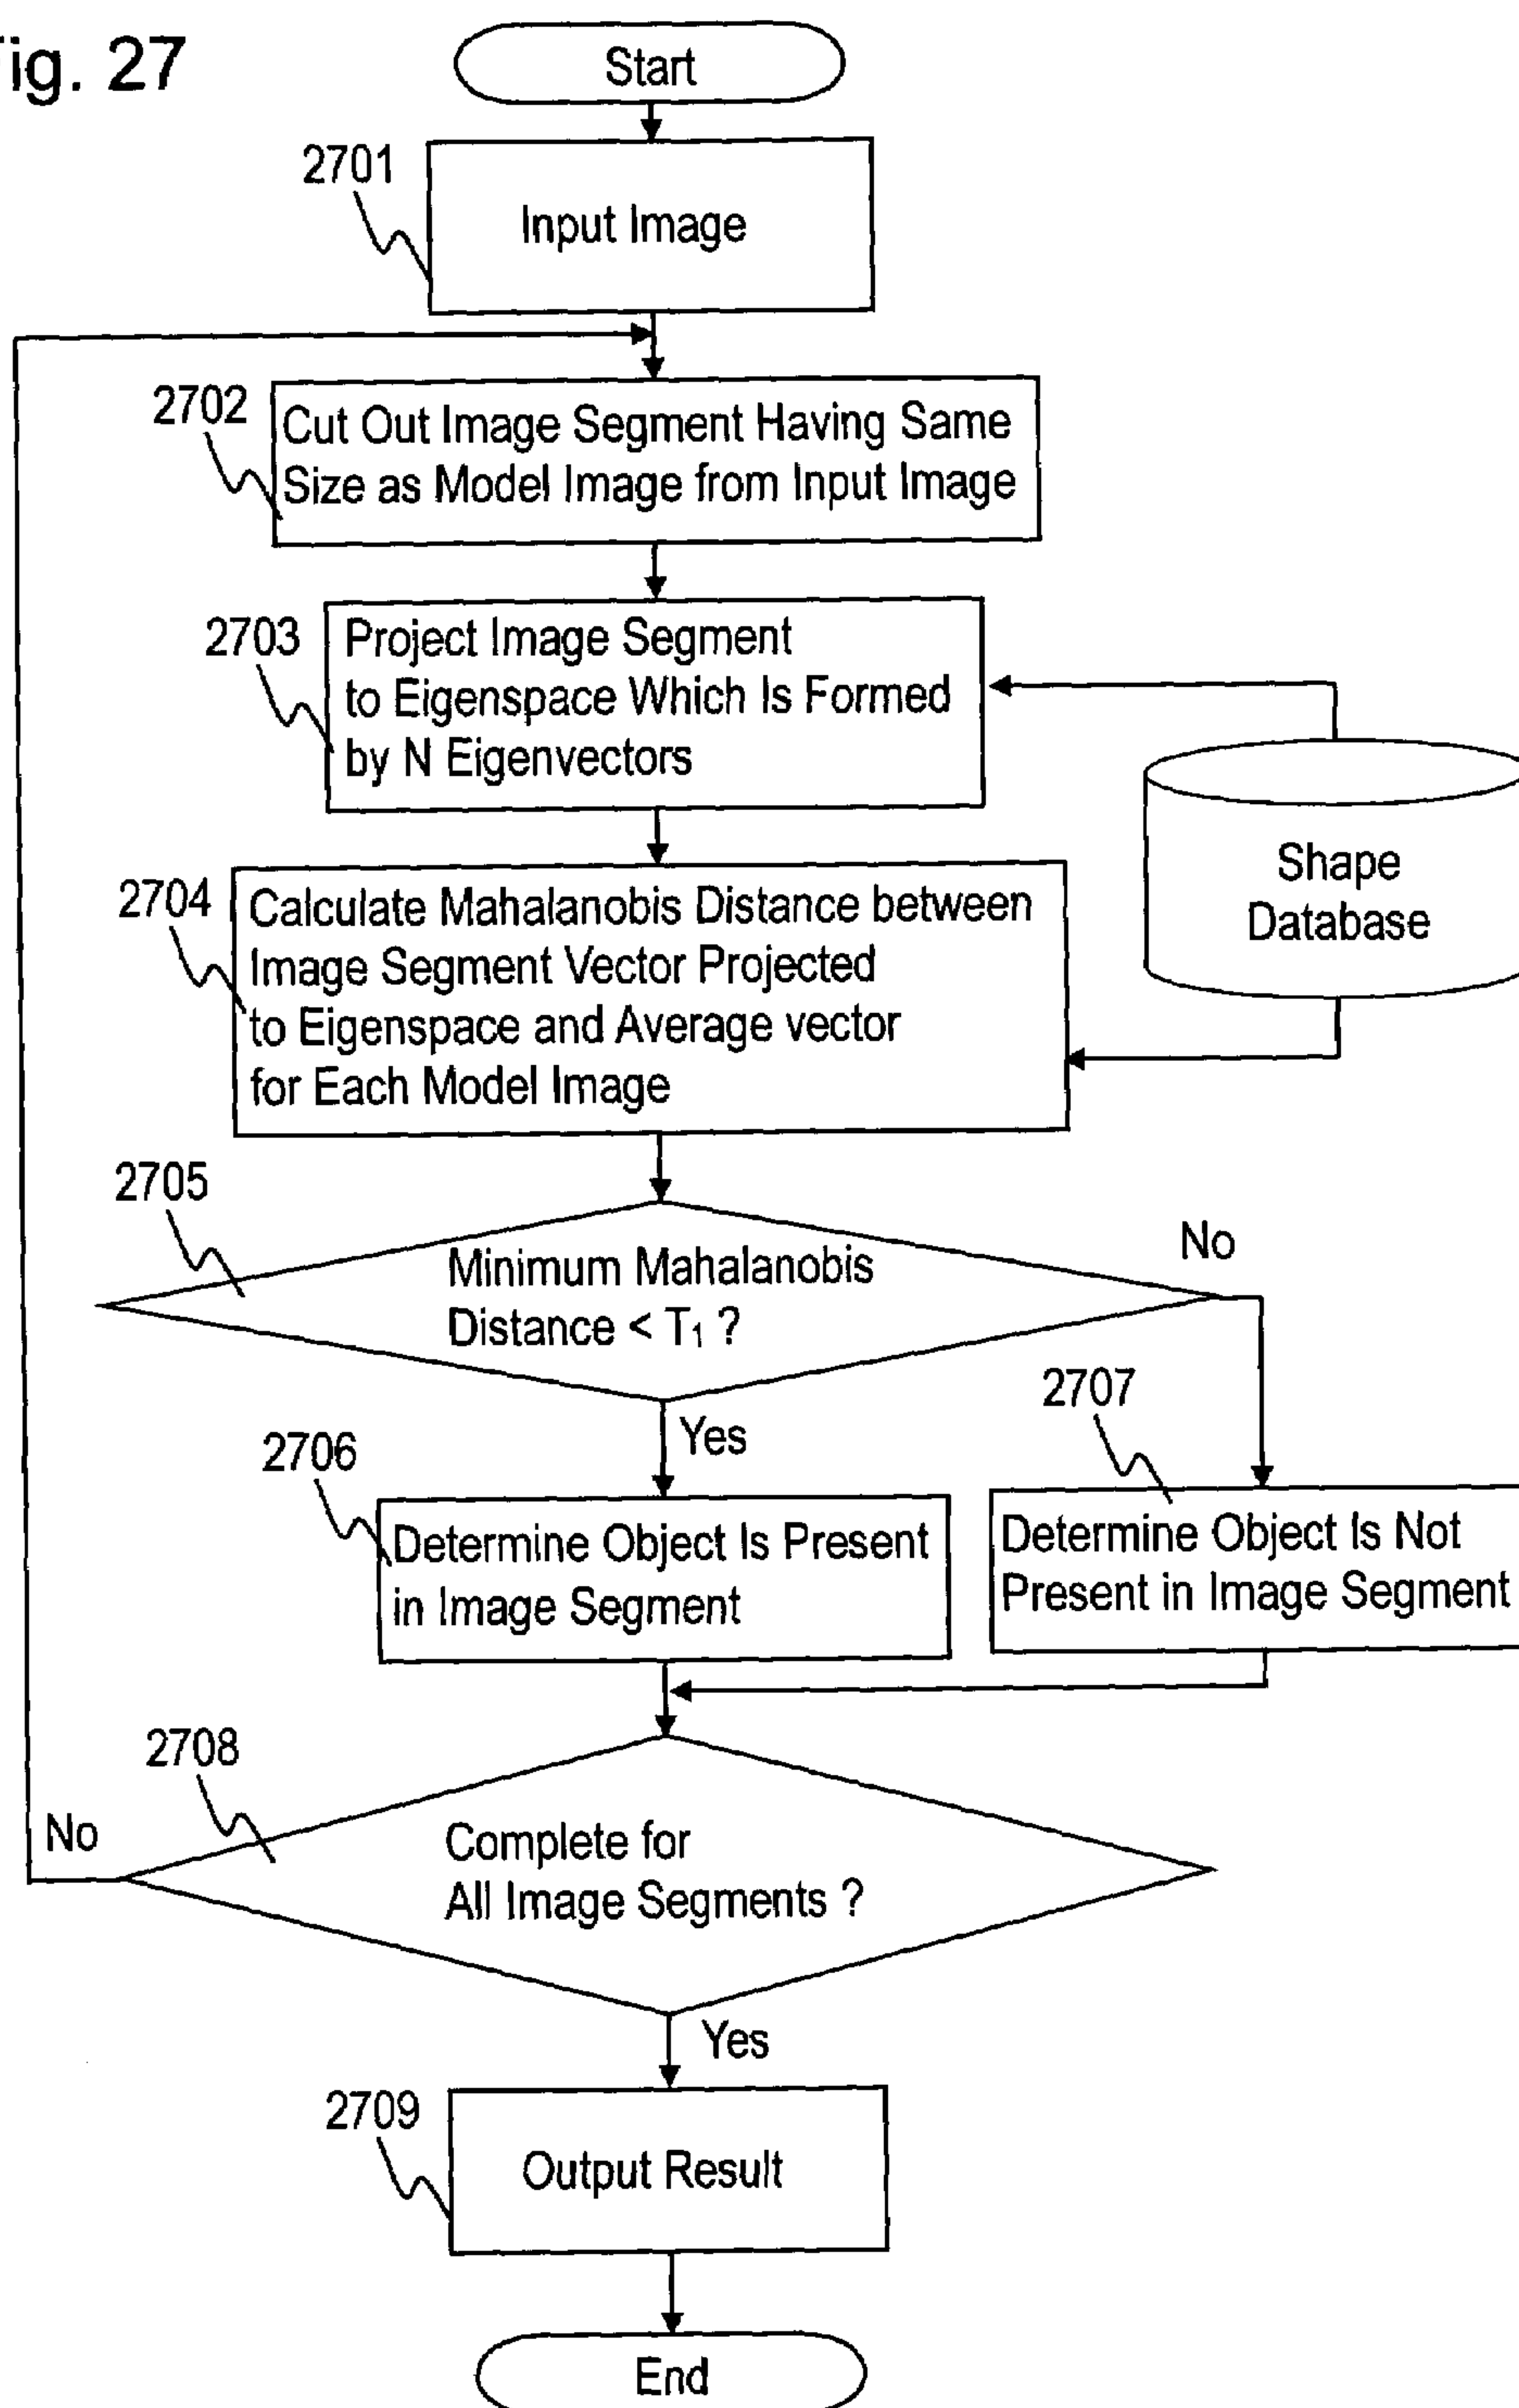 ig. 27
Start
2701
Input Image
2702
Cut Out Image Segment Having Same
Size as Model Image from Input Image
2703
Project Image Segment
to Eigenspace Which Is Formed
by N Eigenvectors
Shape
Database
2704
Calculate Mahalanobis Distance between
Image Segment Vector Projected
to Eigenspace and Average vector
for Each Model Image
2705
Minimum Mahalanobis
Distance < T₁ ?
No
Yes
2706
Determine Object Is Present
in Image Segment
2707
Determine Object Is Not
Present in Image Segment
2708
No
Complete for
All Image Segments ?
Yes
2709
Output Result
End